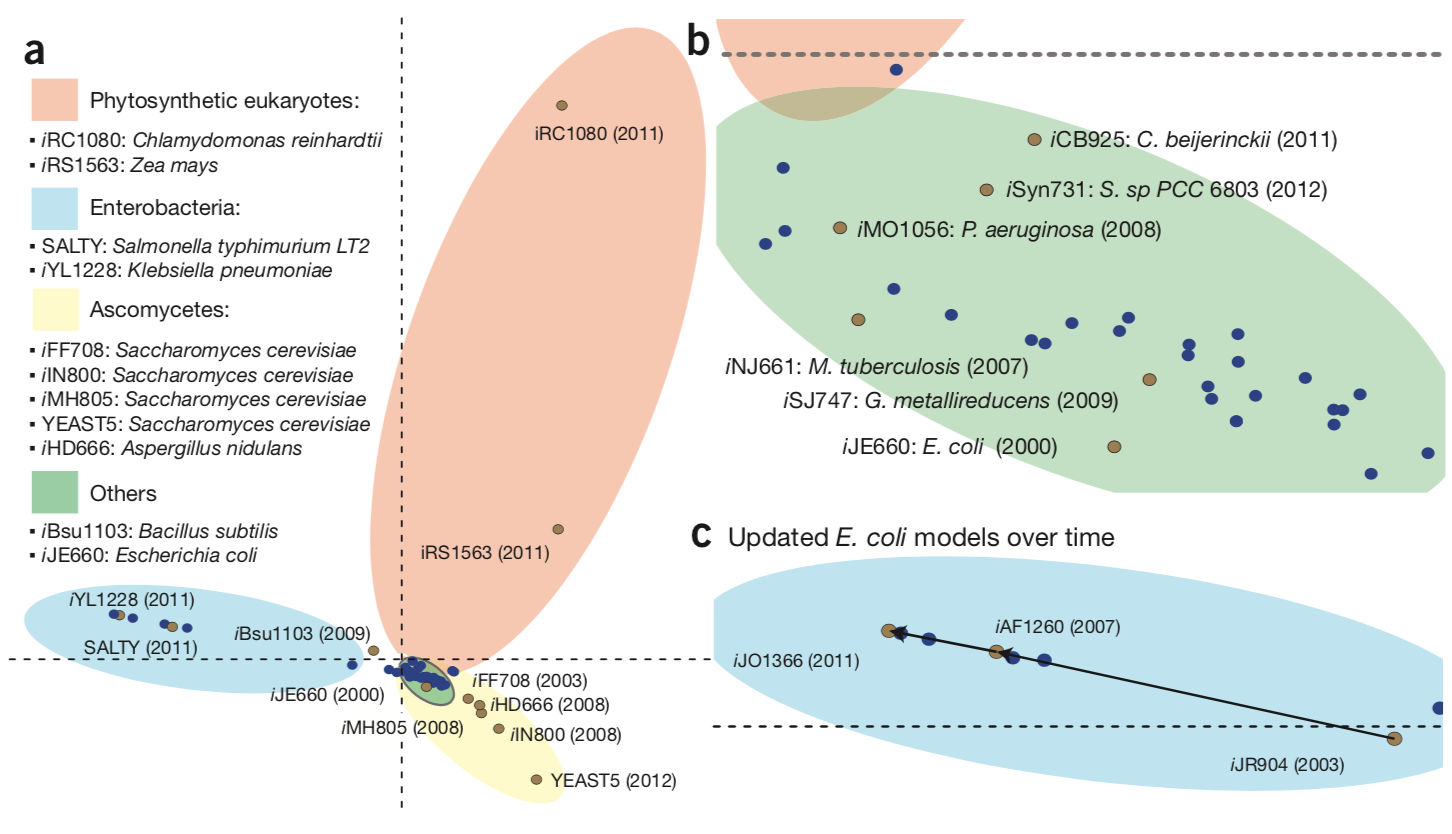 a
Phytosynthetic eukaryotes:
▪ iRC1080: Chlamydomonas reinhardtii
▪ iRS1563: Zea mays
Enterobacteria:
▪ SALTY: Salmonella typhimurium LT2
▪ iYL1228: Klebsiella pneumoniae
Ascomycetes:
▪ iFF708: Saccharomyces cerevisiae
▪ iIN800: Saccharomyces cerevisiae
▪ iMH805: Saccharomyces cerevisiae
▪ YEAST5: Saccharomyces cerevisiae
▪ iHD666: Aspergillus nidulans
Others
▪ iBsu1103: Bacillus subtilis
▪ iJE660: Escherichia coli
iRC1080 (2011)
iRS1563 (2011)
iYL1228 (2011)
SALTY (2011)
iBsu1103 (2009)
iJE660 (2000)
iFF708 (2003)
iHD666 (2008)
iMH805 (2008)
iIN800 (2008)
YEAST5 (2012)
b
iCB925: C. beijerinckii (2011)
iSyn731: S. sp PCC 6803 (2012)
iMO1056: P. aeruginosa (2008)
iNJ661: M. tuberculosis (2007)
iSJ747: G. metallireducens (2009)
iJE660: E. coli (2000)
c Updated E. coli models over time
iAF1260 (2007)
iJO1366 (2011)
iJR904 (2003)